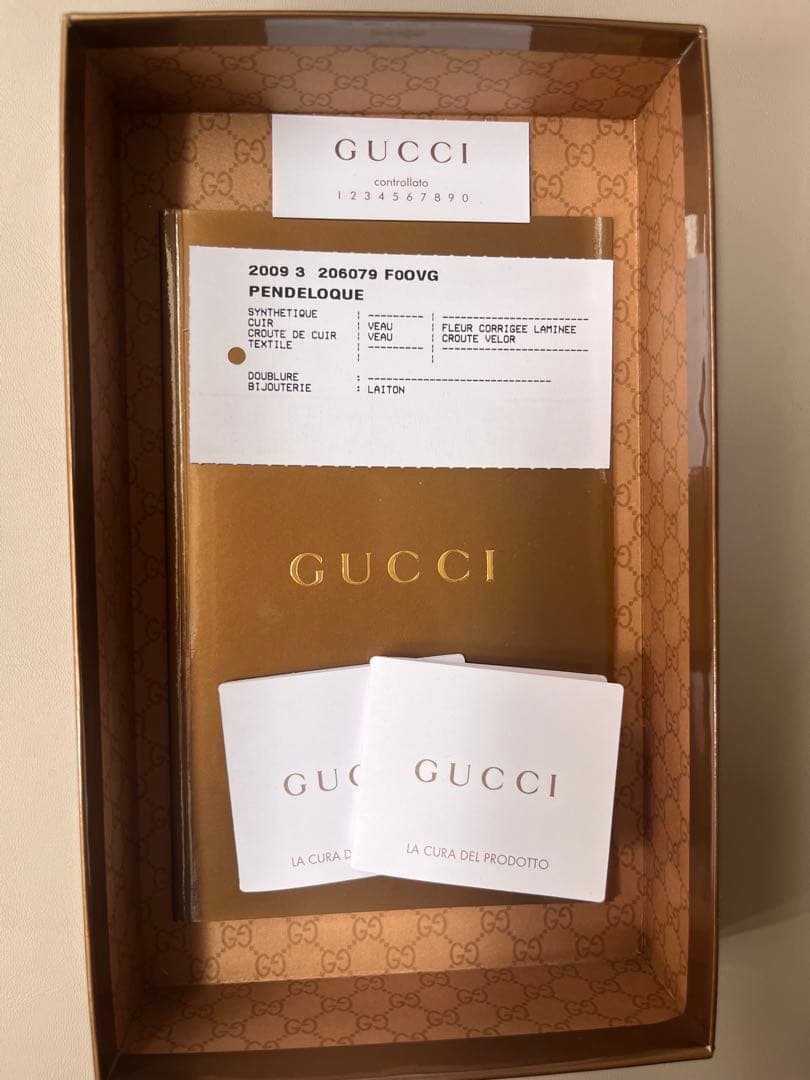 GUCCI
controllato
1 2 3 4 5 6 7 8 9 0
2009 3 206079 F00VG
PENDELOQUE
SYNTHETIQUE
CUIR : VEAU : FLEUR CORRIGEE LAMINEE
CROUTE DE CUIR : VEAU : CROUTE VELOR
TEXTILE
DOUBLURE : ------------------------------
BIJOUTERIE : LAITON
GUCCI
GUC
LA CURA D
GUCCI
LA CURA DEL PRODOTTO